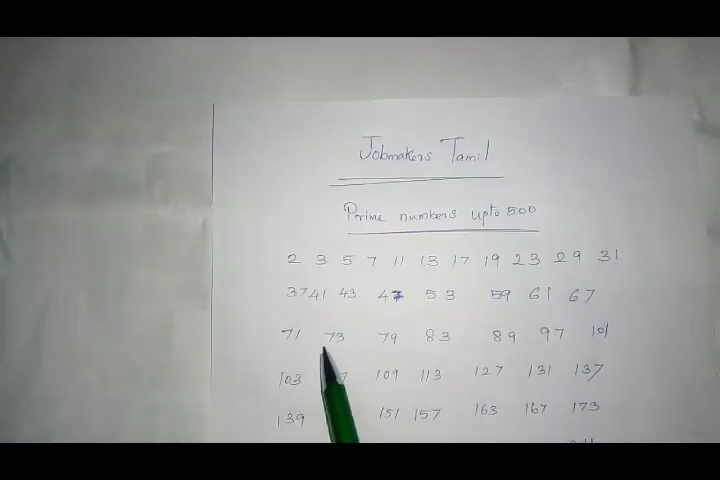 Jobmakers Tamil
Prime numbers upto 500
2 3 5 7 11 13 17 19 23 29 31
37 41 43 47 53 59 61 67
71 73 79 83 89 97 101
103 109 113 127 131 137
139 151 157 163 167 173